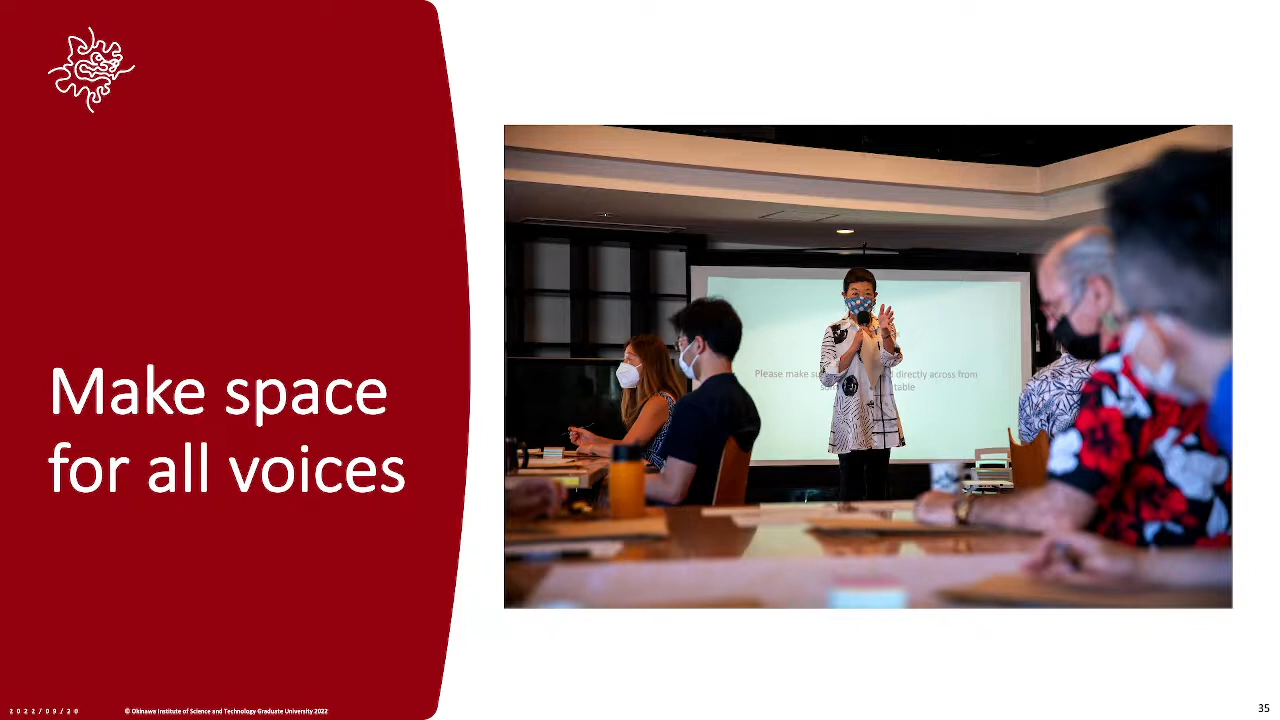 Make space
for all voices
Please make su directly across from
table
2022/09/20
© Okinawa Institute of Science and Technology Graduate University 2022
35